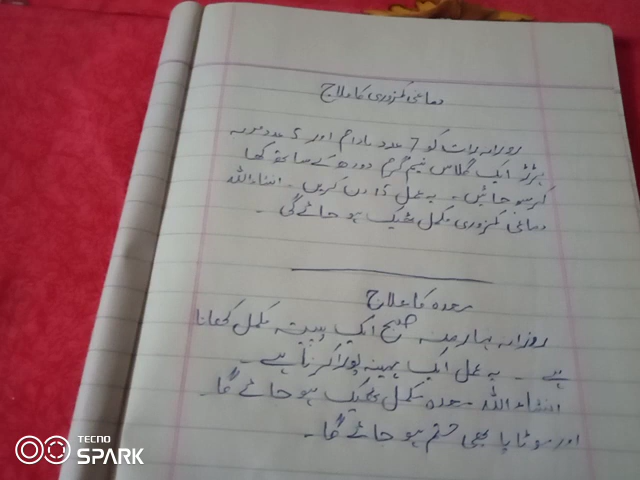 دماغی کمزوری کا علاج
روزانہ رات کو 7 عدد بادام اور 5 عدد
ایک گلاس نیم گرم دودھ کے ساتھ کھا
کر سو جائیں۔ یہ عمل 15 دن کریں۔ انشاءاللہ
دماغی کمزوری مکمل ٹھیک ہو جائے گی۔
معدہ کا علاج
روزانہ نہار منہ صبح ایک پپیتہ مکمل کھانا
ہے۔ یہ عمل ایک مہینہ پورا کرنا ہے۔
انشاءاللہ معدہ مکمل ٹھیک ہو جائے گا۔
اور موٹاپا بھی ختم ہو جائے گا۔
TECNO
SPARK